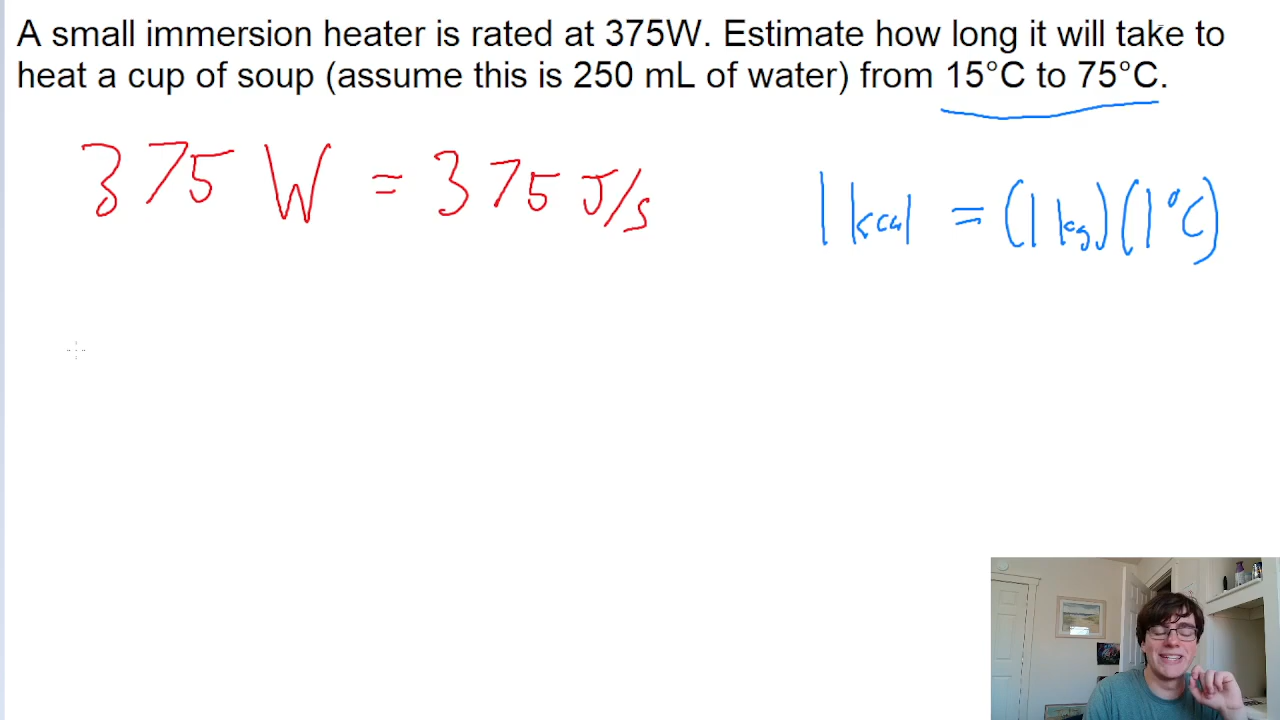 A small immersion heater is rated at 375W. Estimate how long it will take to
heat a cup of soup (assume this is 250 mL of water) from 15°C to 75°C.
375 W = 375 J/s
1 kcal = (1 kg)(1°C)